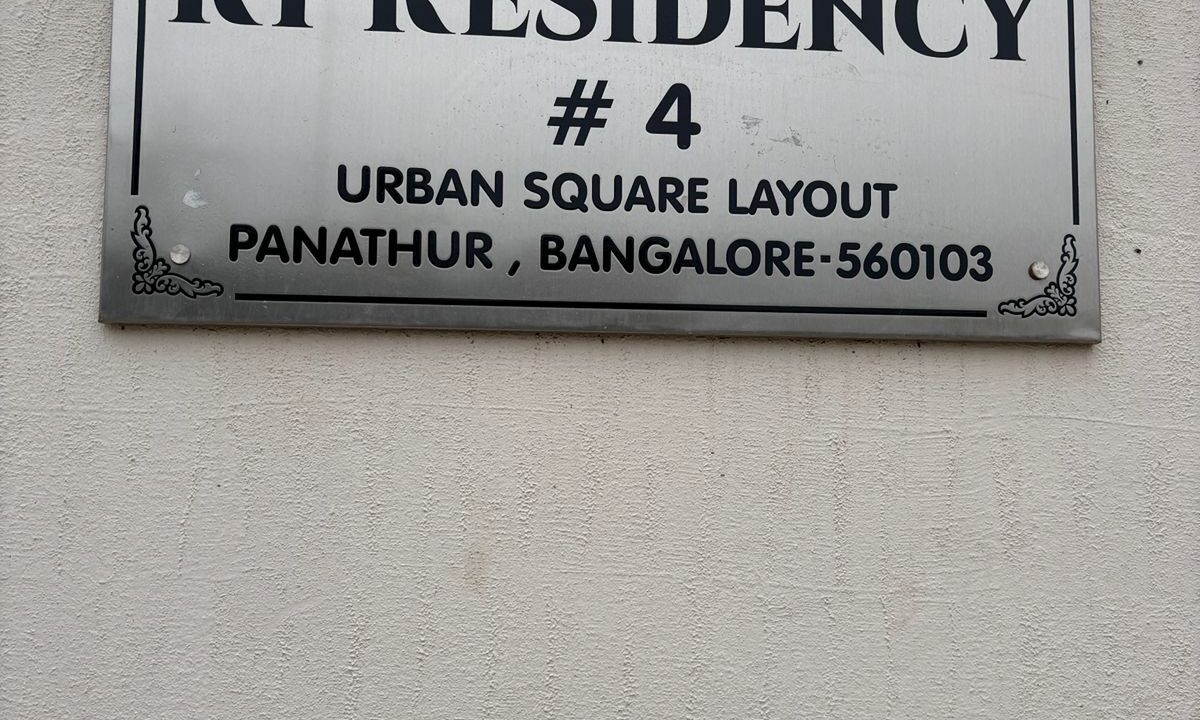 RESIDENCY
# 4
URBAN SQUARE LAYOUT
PANATHUR , BANGALORE-560103